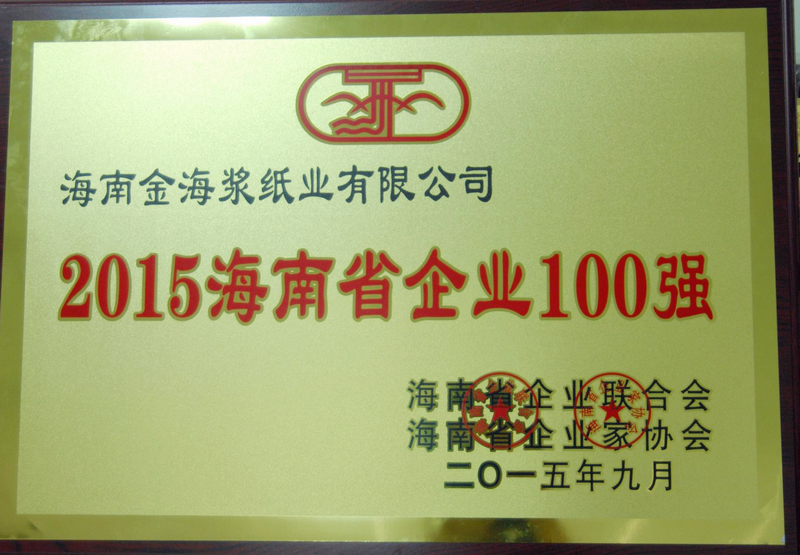 海南金海浆纸业有限公司
2015海南省企业100强
海南省企业联合会
海南省企业家协会
二〇一五年九月